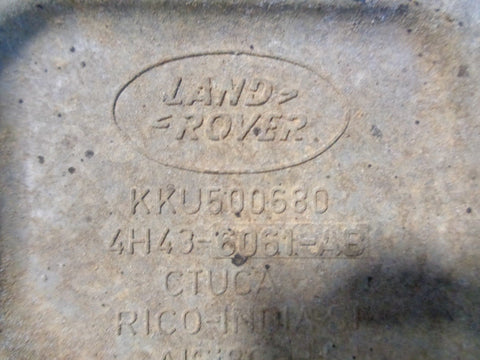 LAND
ROVER
KKU500680
4H43-6061-AB
CTUCA
RICO-INDIA